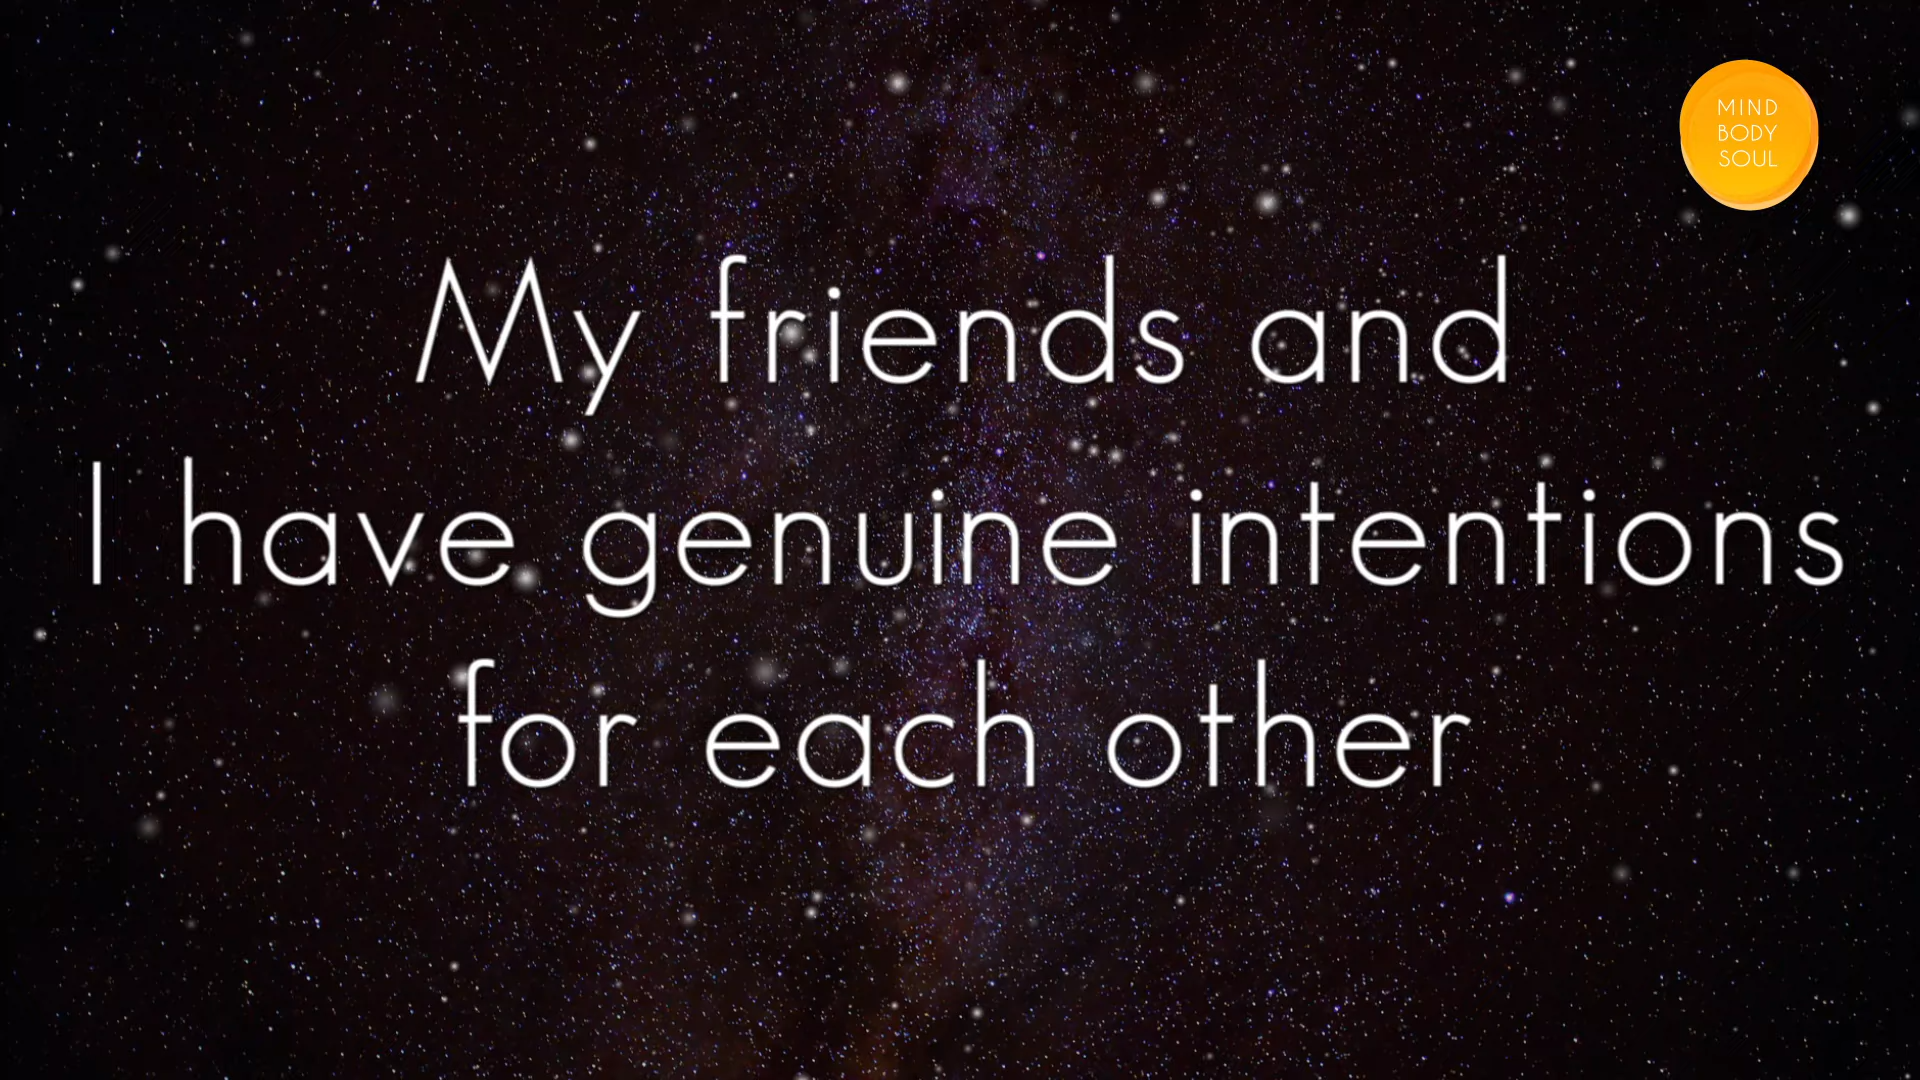 MIND
BODY
SOUL
My friends and
I have genuine intentions
for each other